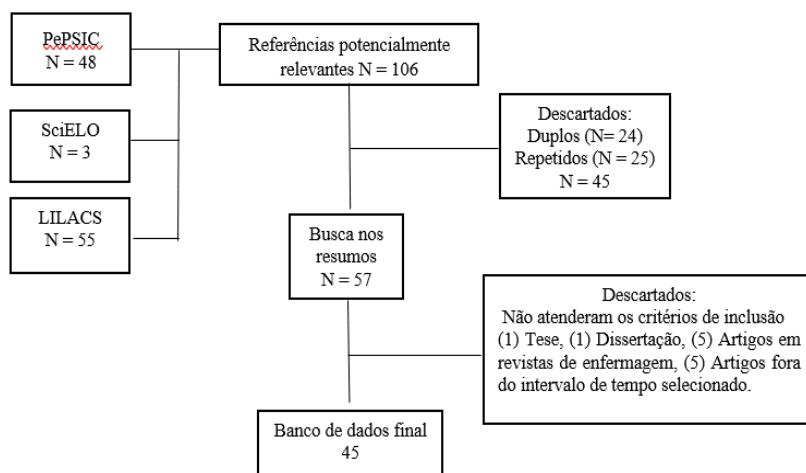 PePSIC
N = 48
SciELO
N = 3
LILACS
N = 55
Referências potencialmente
relevantes N = 106
Descartados:
Duplos (N= 24)
Repetidos (N = 25)
N = 45
Busca nos
resumos
N = 57
Descartados:
Não atenderam os critérios de inclusão
(1) Tese, (1) Dissertação, (5) Artigos em
revistas de enfermagem, (5) Artigos fora
do intervalo de tempo selecionado.
Banco de dados final
45